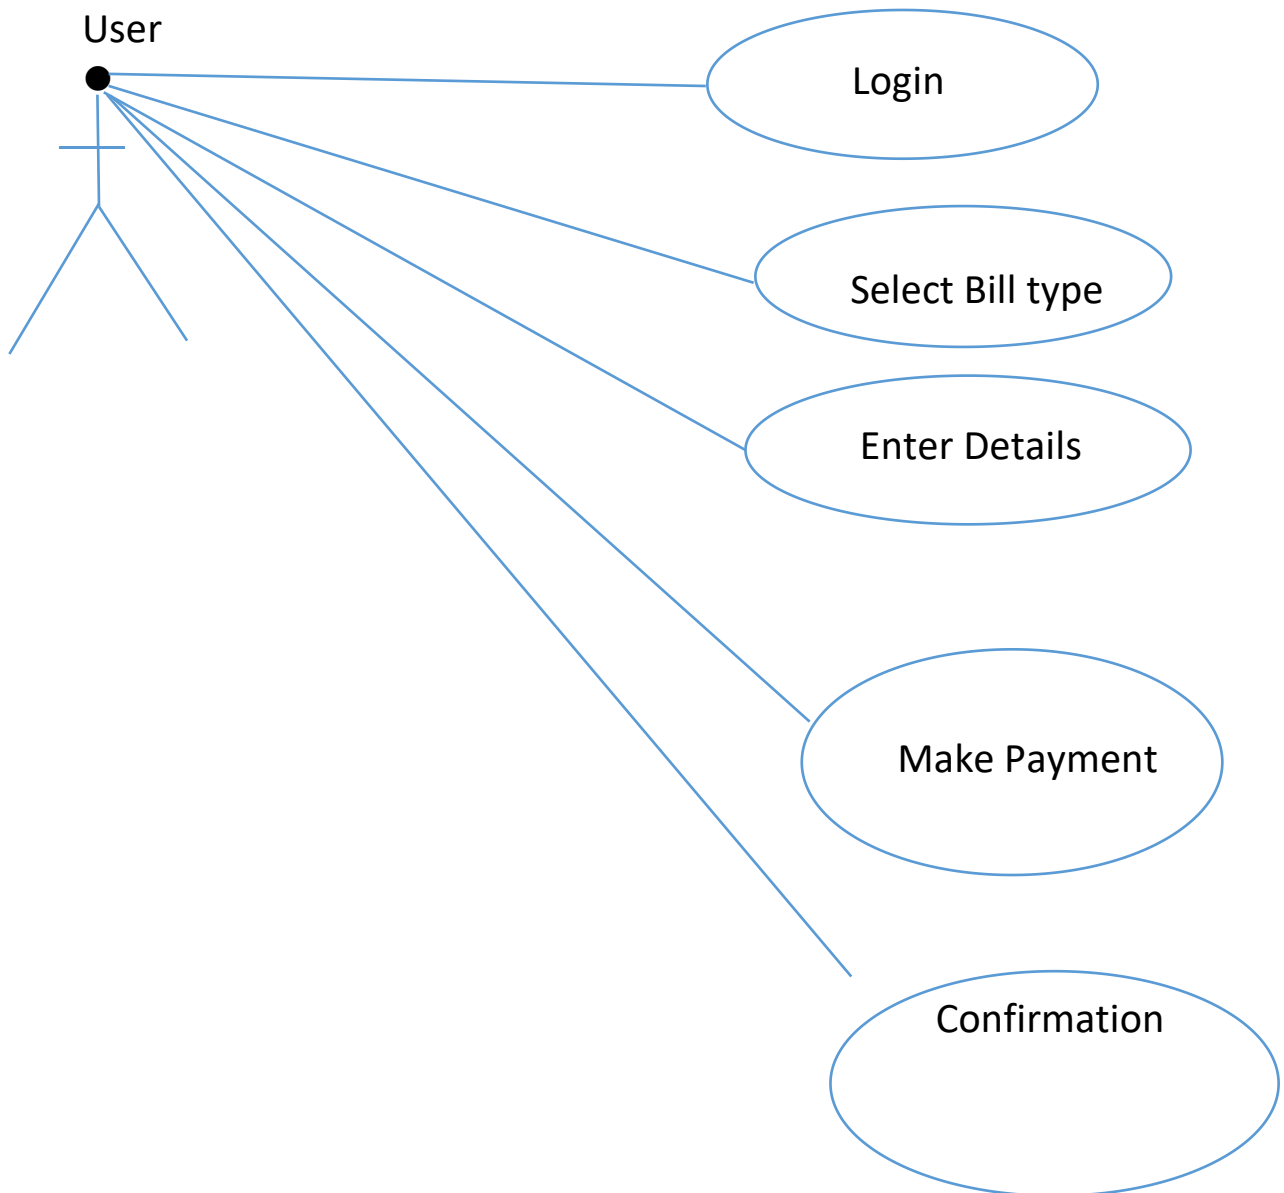 User
Login
Select Bill type
Enter Details
Make Payment
Confirmation